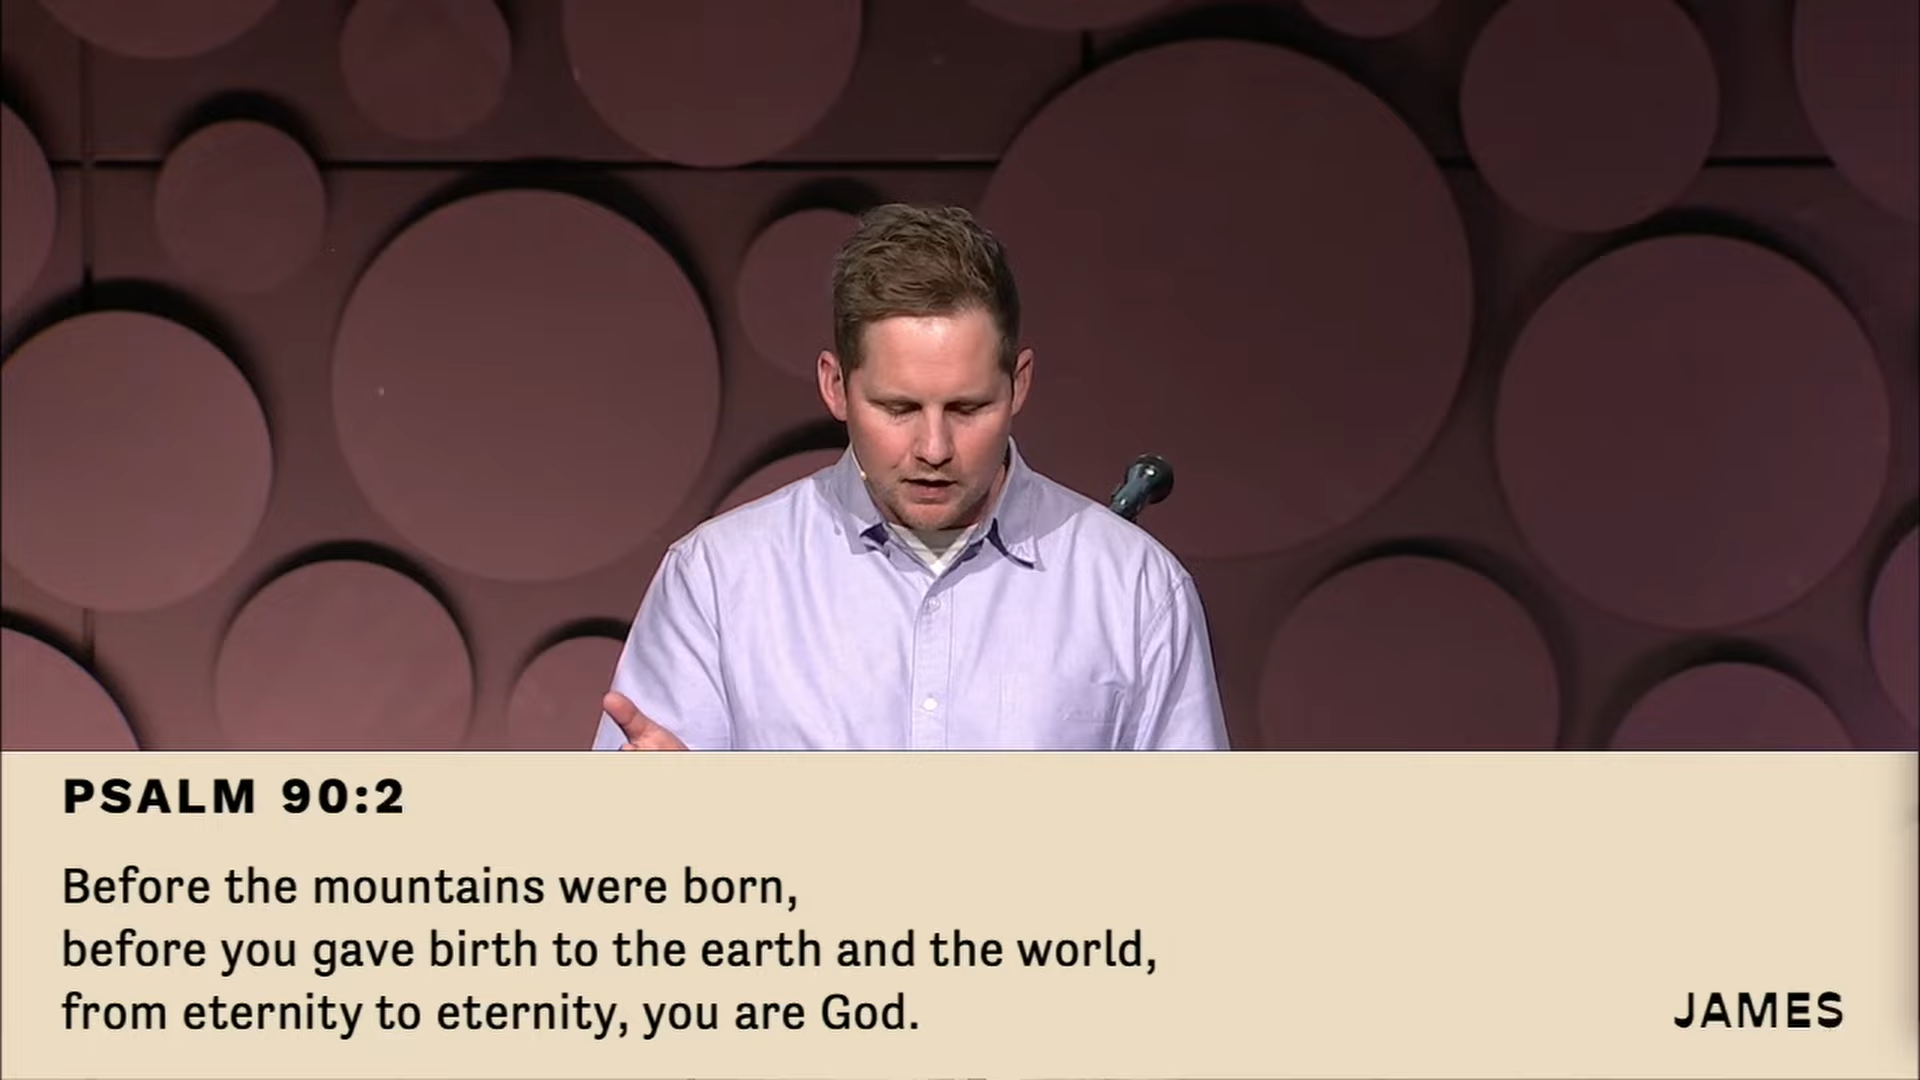 PSALM 90:2
Before the mountains were born,
before you gave birth to the earth and the world,
from eternity to eternity, you are God.
JAMES